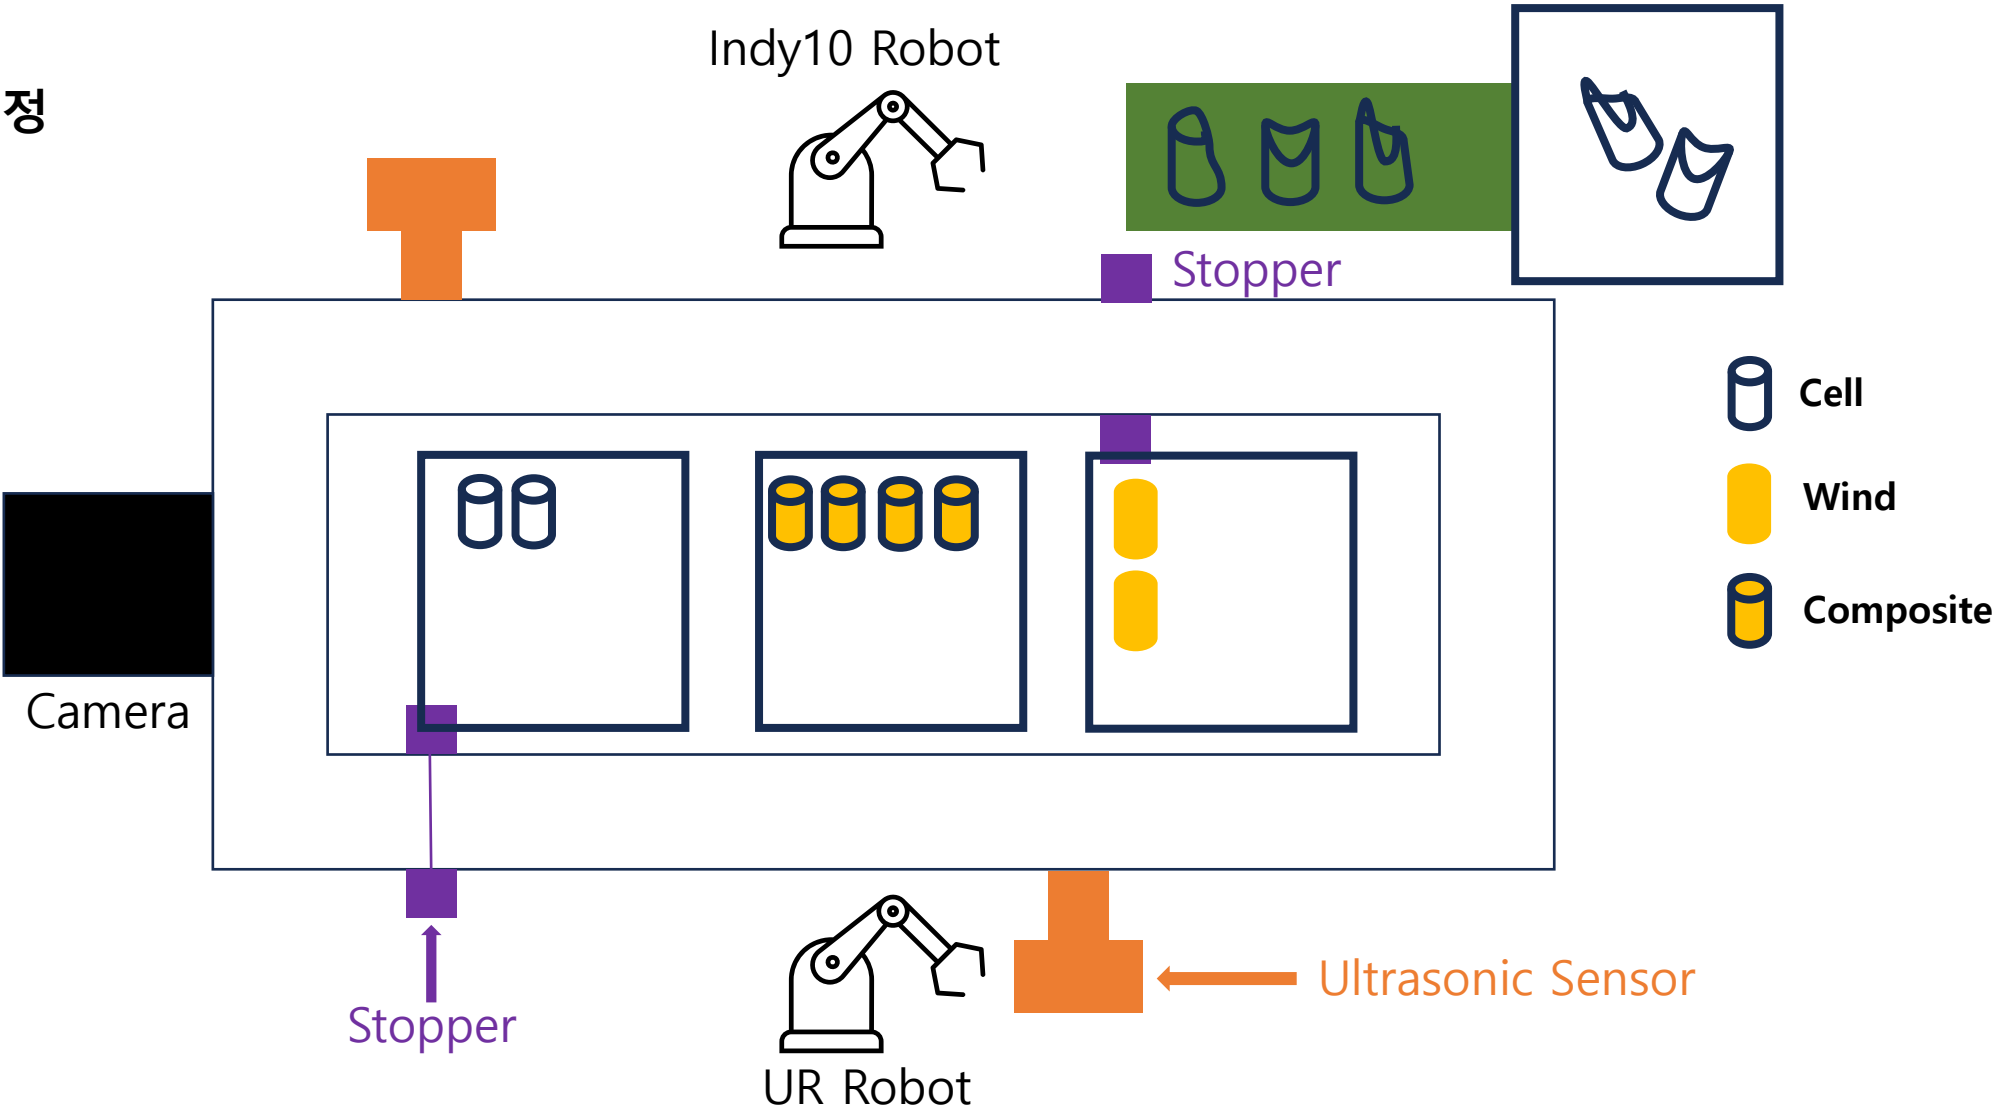 Indy10 Robot
정
Stopper
Cell
Wind
Composite
Camera
Ultrasonic Sensor
Stopper
UR Robot